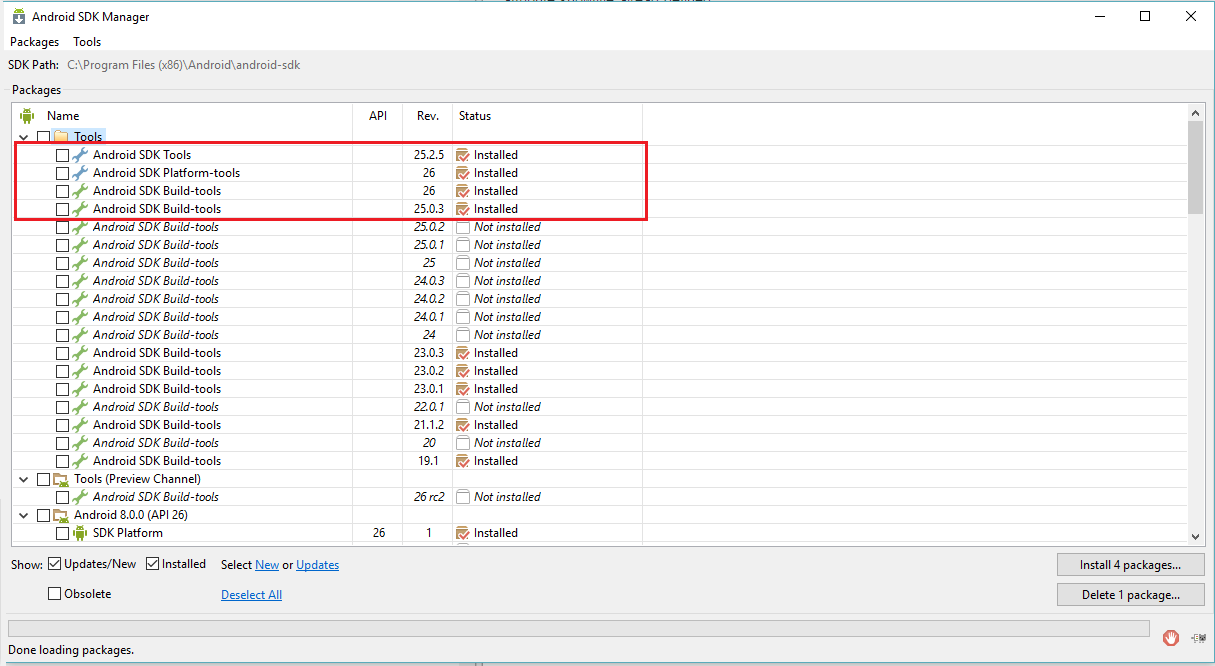 Android SDK Manager
Packages Tools
SDK Path: C:\Program Files (x86)\Android\android-sdk
Packages
Name API Rev. Status
Tools
Android SDK Tools 25.2.5 Installed
Android SDK Platform-tools 26 Installed
Android SDK Build-tools 26 Installed
Android SDK Build-tools 25.0.3 Installed
Android SDK Build-tools 25.0.2 Not installed
Android SDK Build-tools 25.0.1 Not installed
Android SDK Build-tools 25 Not installed
Android SDK Build-tools 24.0.3 Not installed
Android SDK Build-tools 24.0.2 Not installed
Android SDK Build-tools 24.0.1 Not installed
Android SDK Build-tools 24 Not installed
Android SDK Build-tools 23.0.3 Installed
Android SDK Build-tools 23.0.2 Installed
Android SDK Build-tools 23.0.1 Installed
Android SDK Build-tools 22.0.1 Not installed
Android SDK Build-tools 21.1.2 Installed
Android SDK Build-tools 20 Not installed
Android SDK Build-tools 19.1 Installed
Tools (Preview Channel)
Android SDK Build-tools 26 rc2 Not installed
Android 8.0.0 (API 26)
SDK Platform 26 1 Installed
Show: Updates/New Installed Select New or Updates Install 4 packages...
Obsolete Deselect All Delete 1 package...
Done loading packages.